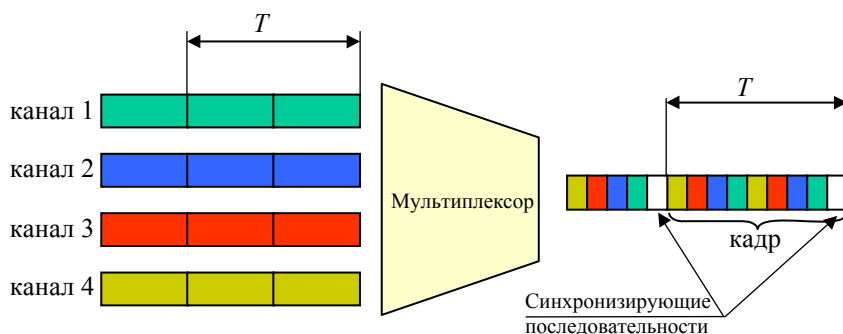 T
T
канал 1
канал 2
канал 3
канал 4
Мультиплексор
кадр
Синхронизирующие
последовательности